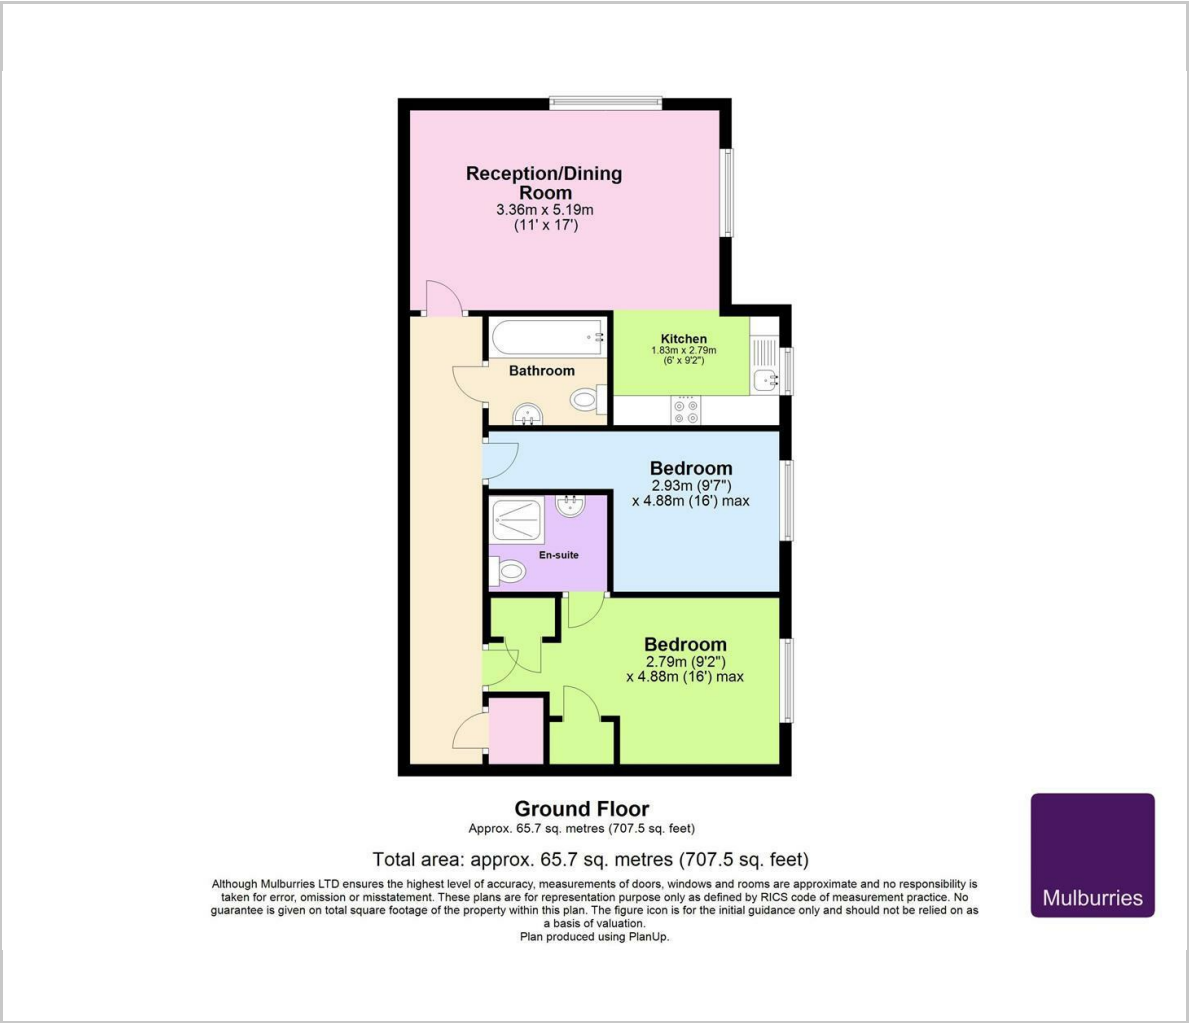 Reception/Dining
Room
3.36m x 5.19m
(11' x 17')
Kitchen
1.83m x 2.79m
(6' x 9'2")
Bathroom
Bedroom
2.93m (9'7")
x 4.88m (16') max
En-suite
Bedroom
2.79m (9'2")
x 4.88m (16') max
Ground Floor
Approx. 65.7 sq. metres (707.5 sq. feet)
Total area: approx. 65.7 sq. metres (707.5 sq. feet)
Although Mulburries LTD ensures the highest level of accuracy, measurements of doors, windows and rooms are approximate and no responsibility is
taken for error, omission or misstatement. These plans are for representation purpose only as defined by RICS code of measurement practice. No
guarantee is given on total square footage of the property within this plan. The figure icon is for the initial guidance only and should not be relied on as
a basis of valuation.
Plan produced using PlanUp.
Mulburries